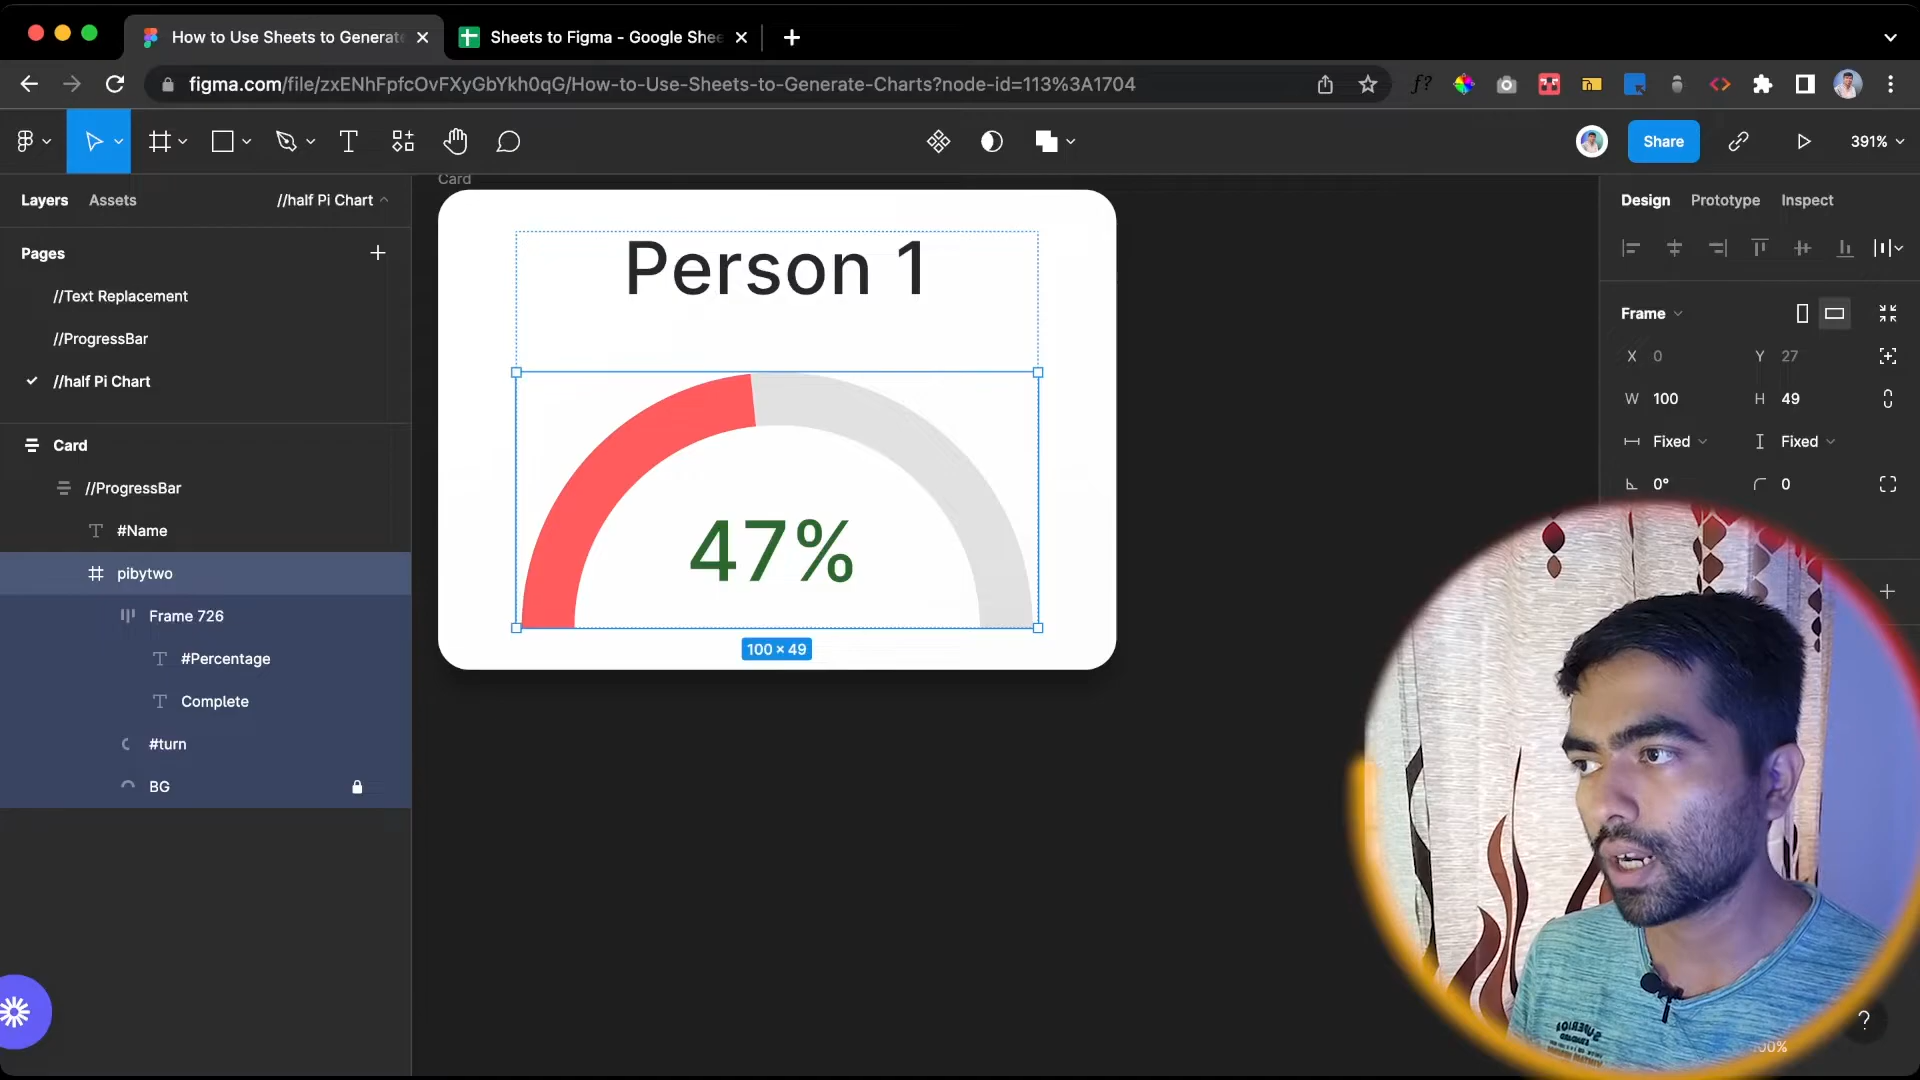 How to Use Sheets to Generate
Sheets to Figma - Google Shee
figma.com/file/zxENhFpfcOvFXyGbYkh0qG/How-to-Use-Sheets-to-Generate-Charts?node-id=113%3A1704
f?
Share
391%
Layers
Assets
//half Pi Chart
Pages
//Text Replacement
//ProgressBar
//half Pi Chart
Card
//ProgressBar
#Name
pibytwo
Frame 726
#Percentage
Complete
#turn
BG
Card
Person 1
47%
100 × 49
Design
Prototype
Inspect
Frame
X 0
Y 27
W 100
H 49
Fixed
Fixed
0°
0
SUPERIOR
?